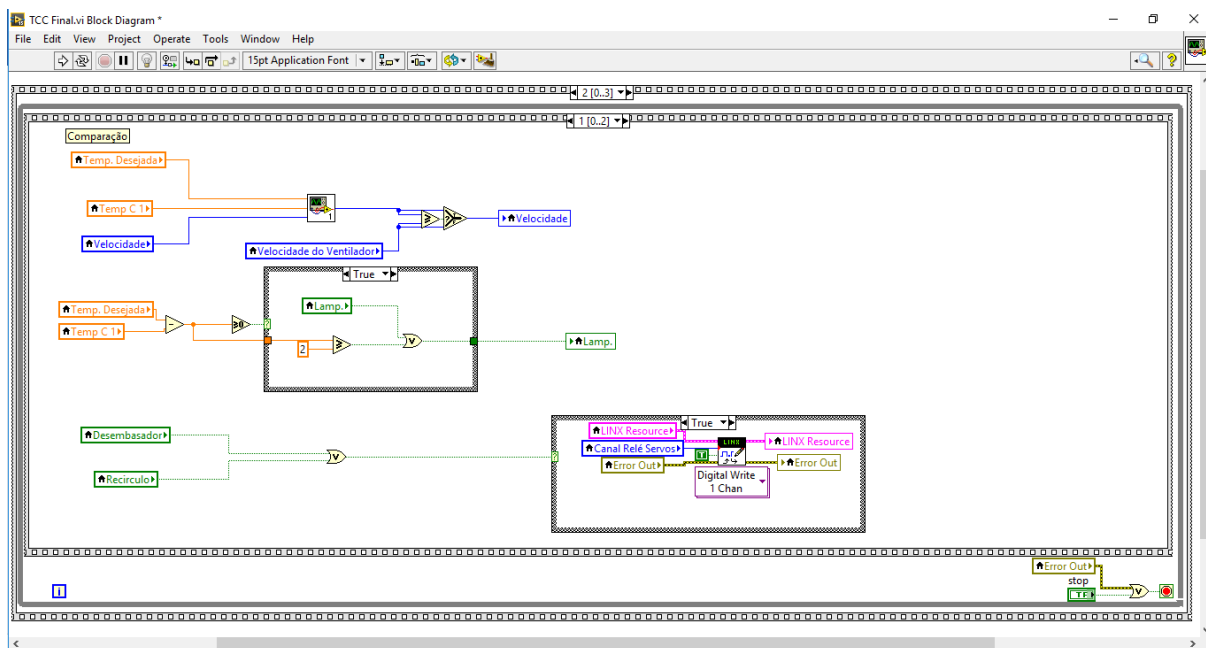 TCC Final.vi Block Diagram *
File Edit View Project Operate Tools Window Help
15pt Application Font
2 [0..3]
1 [0..2]
Comparação
Temp. Desejada
Temp C 1
1
Velocidade
Velocidade do Ventilador
Velocidade
True
Temp. Desejada
Temp C 1
Lamp.
2
Lamp.
Desembasador
Recirculo
True
LINX Resource
LINX
LINX Resource
Canal Relé Servos
T
Error Out
Error Out
Digital Write
1 Chan
Error Out
stop
TF
i